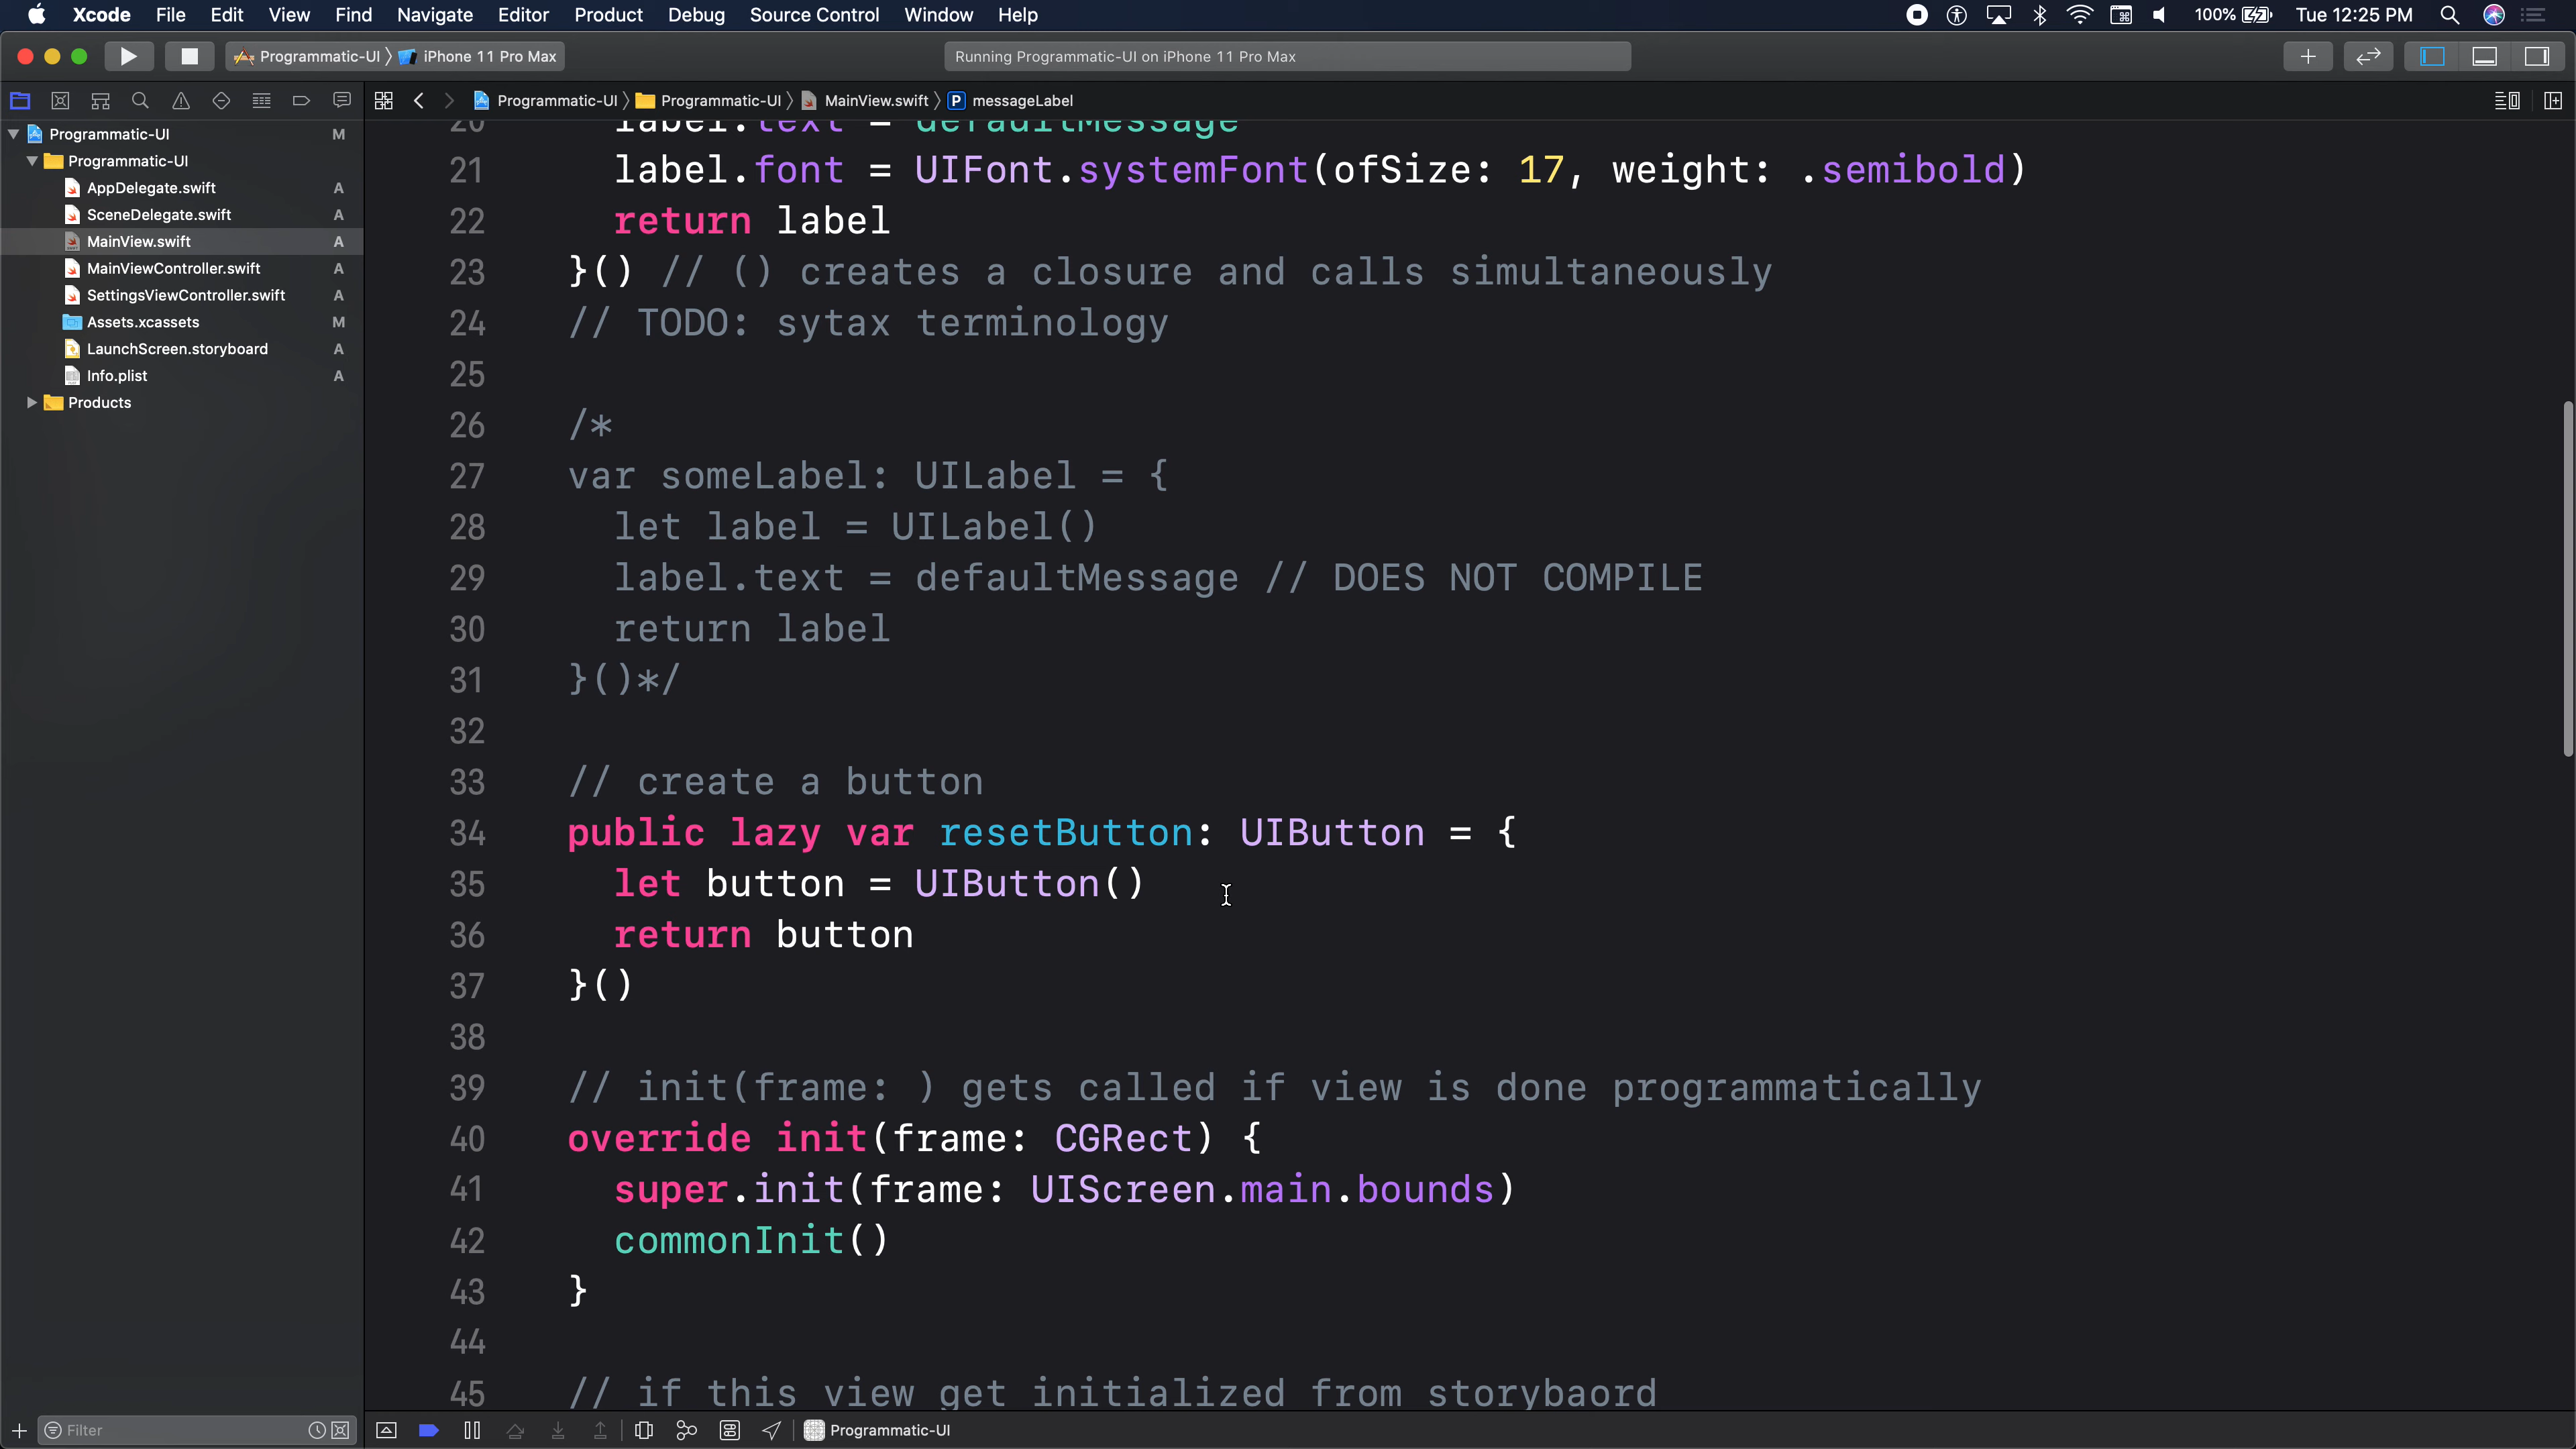 Xcode File Edit View Find Navigate Editor Product Debug Source Control Window Help 100% Tue 12:25 PM
Programmatic-UI 〉 iPhone 11 Pro Max Running Programmatic-UI on iPhone 11 Pro Max
Programmatic-UI 〉 Programmatic-UI 〉 MainView.swift 〉 P messageLabel
Programmatic-UI M
Programmatic-UI
AppDelegate.swift A
SceneDelegate.swift A
MainView.swift A
MainViewController.swift A
SettingsViewController.swift A
Assets.xcassets M
LaunchScreen.storyboard A
Info.plist A
Products
20 label.text = defaultMessage
21 label.font = UIFont.systemFont(ofSize: 17, weight: .semibold)
22 return label
23 }() // () creates a closure and calls simultaneously
24 // TODO: sytax terminology
25
26 /*
27 var someLabel: UILabel = {
28 let label = UILabel()
29 label.text = defaultMessage // DOES NOT COMPILE
30 return label
31 }()*/
32
33 // create a button
34 public lazy var resetButton: UIButton = {
35 let button = UIButton()
36 return button
37 }()
38
39 // init(frame: ) gets called if view is done programmatically
40 override init(frame: CGRect) {
41 super.init(frame: UIScreen.main.bounds)
42 commonInit()
43 }
44
45 // if this view get initialized from storybaord
Filter
Programmatic-UI